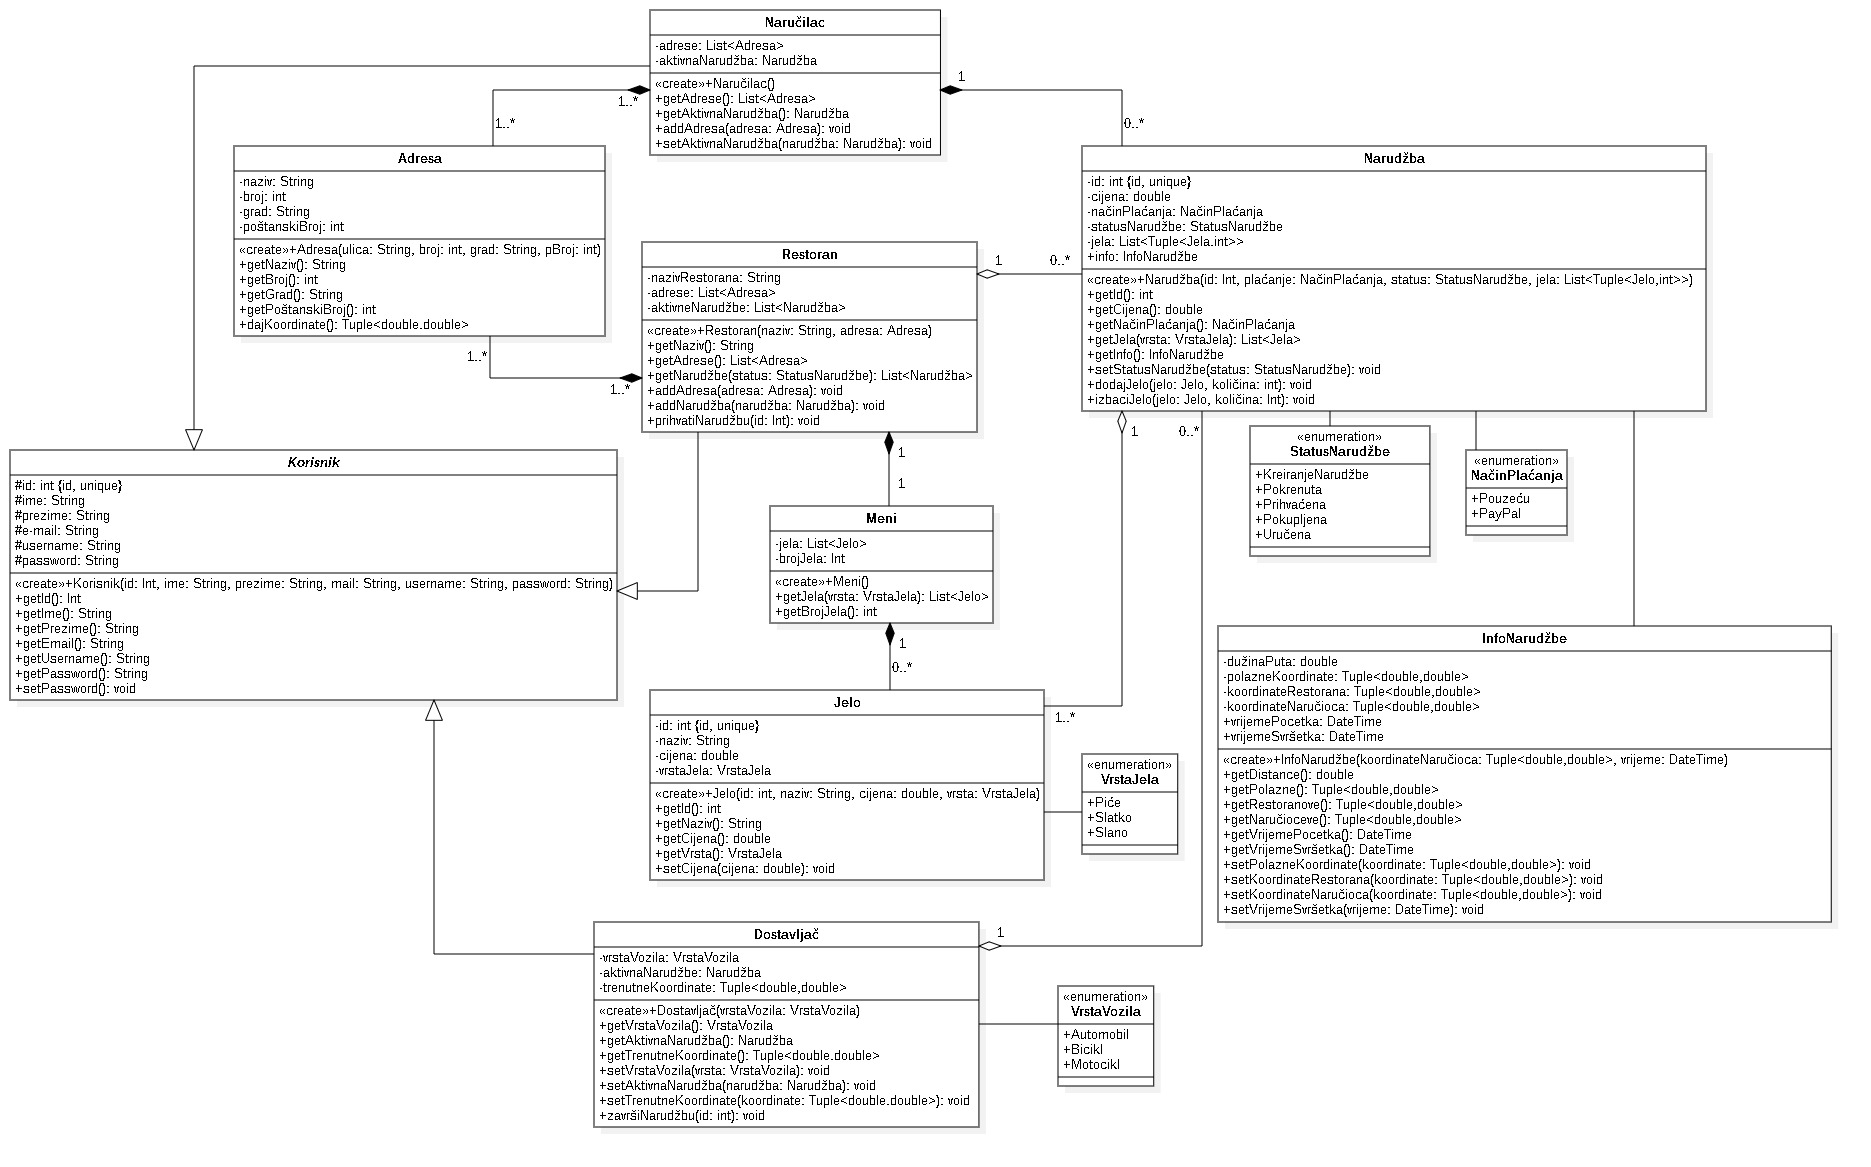 Naručilac
-adrese: List<Adresa>
-aktivnaNarudžba: Narudžba
«create»+Naručilac()
+getAdrese(): List<Adresa>
+getAktivnaNarudžba(): Narudžba
+addAdresa(adresa: Adresa): void
+setAktivnaNarudžba(narudžba: Narudžba): void
1
1..*
1..*
0..*
Adresa
-naziv: String
-broj: int
-grad: String
-poštanskiBroj: int
«create»+Adresa(ulica: String, broj: int, grad: String, pBroj: int)
+getNaziv(): String
+getBroj(): int
+getGrad(): String
+getPoštanskiBroj(): int
+dajKoordinate(): Tuple<double.double>
1..*
1..*
Narudžba
-id: int {id, unique}
-cijena: double
-načinPlaćanja: NačinPlaćanja
-statusNarudžbe: StatusNarudžbe
-jela: List<Tuple<Jela.int>>
+info: InfoNarudžbe
«create»+Narudžba(id: Int, plaćanje: NačinPlaćanja, status: StatusNarudžbe, jela: List<Tuple<Jelo,int>>)
+getId(): int
+getCijena(): double
+getNačinPlaćanja(): NačinPlaćanja
+getJela(vrsta: VrstaJela): List<Jela>
+getInfo(): InfoNarudžbe
+setStatusNarudžbe(status: StatusNarudžbe): void
+dodajJelo(jelo: Jelo, količina: int): void
+izbaciJelo(jelo: Jelo, količina: Int): void
Restoran
-nazivRestorana: String
-adrese: List<Adresa>
-aktivneNarudžbe: List<Narudžba>
«create»+Restoran(naziv: String, adresa: Adresa)
+getNaziv(): String
+getAdrese(): List<Adresa>
+getNarudžbe(status: StatusNarudžbe): List<Narudžba>
+addAdresa(adresa: Adresa): void
+addNarudžba(narudžba: Narudžba): void
+prihvatiNarudžbu(id: Int): void
1
0..*
1
0..*
1
1
«enumeration»
StatusNarudžbe
+KreiranjeNarudžbe
+Pokrenuta
+Prihvaćena
+Pokupljena
+Uručena
«enumeration»
NačinPlaćanja
+Pouzeću
+PayPal
Korisnik
#id: int {id, unique}
#ime: String
#prezime: String
#e-mail: String
#username: String
#password: String
«create»+Korisnik(id: Int, ime: String, prezime: String, mail: String, username: String, password: String)
+getId(): Int
+getIme(): String
+getPrezime(): String
+getEmail(): String
+getUsername(): String
+getPassword(): String
+setPassword(): void
Meni
-jela: List<Jelo>
-brojJela: Int
«create»+Meni()
+getJela(vrsta: VrstaJela): List<Jelo>
+getBrojJela(): int
1
0..*
InfoNarudžbe
-dužinaPuta: double
-polazneKoordinate: Tuple<double,double>
-koordinateRestorana: Tuple<double,double>
-koordinateNaručioca: Tuple<double,double>
+vrijemePocetka: DateTime
+vrijemeSvršetka: DateTime
«create»+InfoNarudžbe(koordinateNaručioca: Tuple<double,double>, vrijeme: DateTime)
+getDistance(): double
+getPolazne(): Tuple<double,double>
+getRestoranove(): Tuple<double,double>
+getNaručioceve(): Tuple<double,double>
+getVrijemePocetka(): DateTime
+getVrijemeSvršetka(): DateTime
+setPolazneKoordinate(koordinate: Tuple<double,double>): void
+setKoordinateRestorana(koordinate: Tuple<double,double>): void
+setKoordinateNaručioca(koordinate: Tuple<double,double>): void
+setVrijemeSvršetka(vrijeme: DateTime): void
Jelo
-id: int {id, unique}
-naziv: String
-cijena: double
-vrstaJela: VrstaJela
«create»+Jelo(id: int, naziv: String, cijena: double, vrsta: VrstaJela)
+getId(): int
+getNaziv(): String
+getCijena(): double
+getVrsta(): VrstaJela
+setCijena(cijena: double): void
1..*
«enumeration»
VrstaJela
+Piće
+Slatko
+Slano
Dostavljač
-vrstaVozila: VrstaVozila
-aktivnaNarudžbe: Narudžba
-trenutneKoordinate: Tuple<double,double>
«create»+Dostavljač(vrstaVozila: VrstaVozila)
+getVrstaVozila(): VrstaVozila
+getAktivnaNarudžba(): Narudžba
+getTrenutneKoordinate(): Tuple<double.double>
+setVrstaVozila(vrsta: VrstaVozila): void
+setAktivnaNarudžba(narudžba: Narudžba): void
+setTrenutneKoordinate(koordinate: Tuple<double.double>): void
+završiNarudžbu(id: int): void
1
«enumeration»
VrstaVozila
+Automobil
+Bicikl
+Motocikl